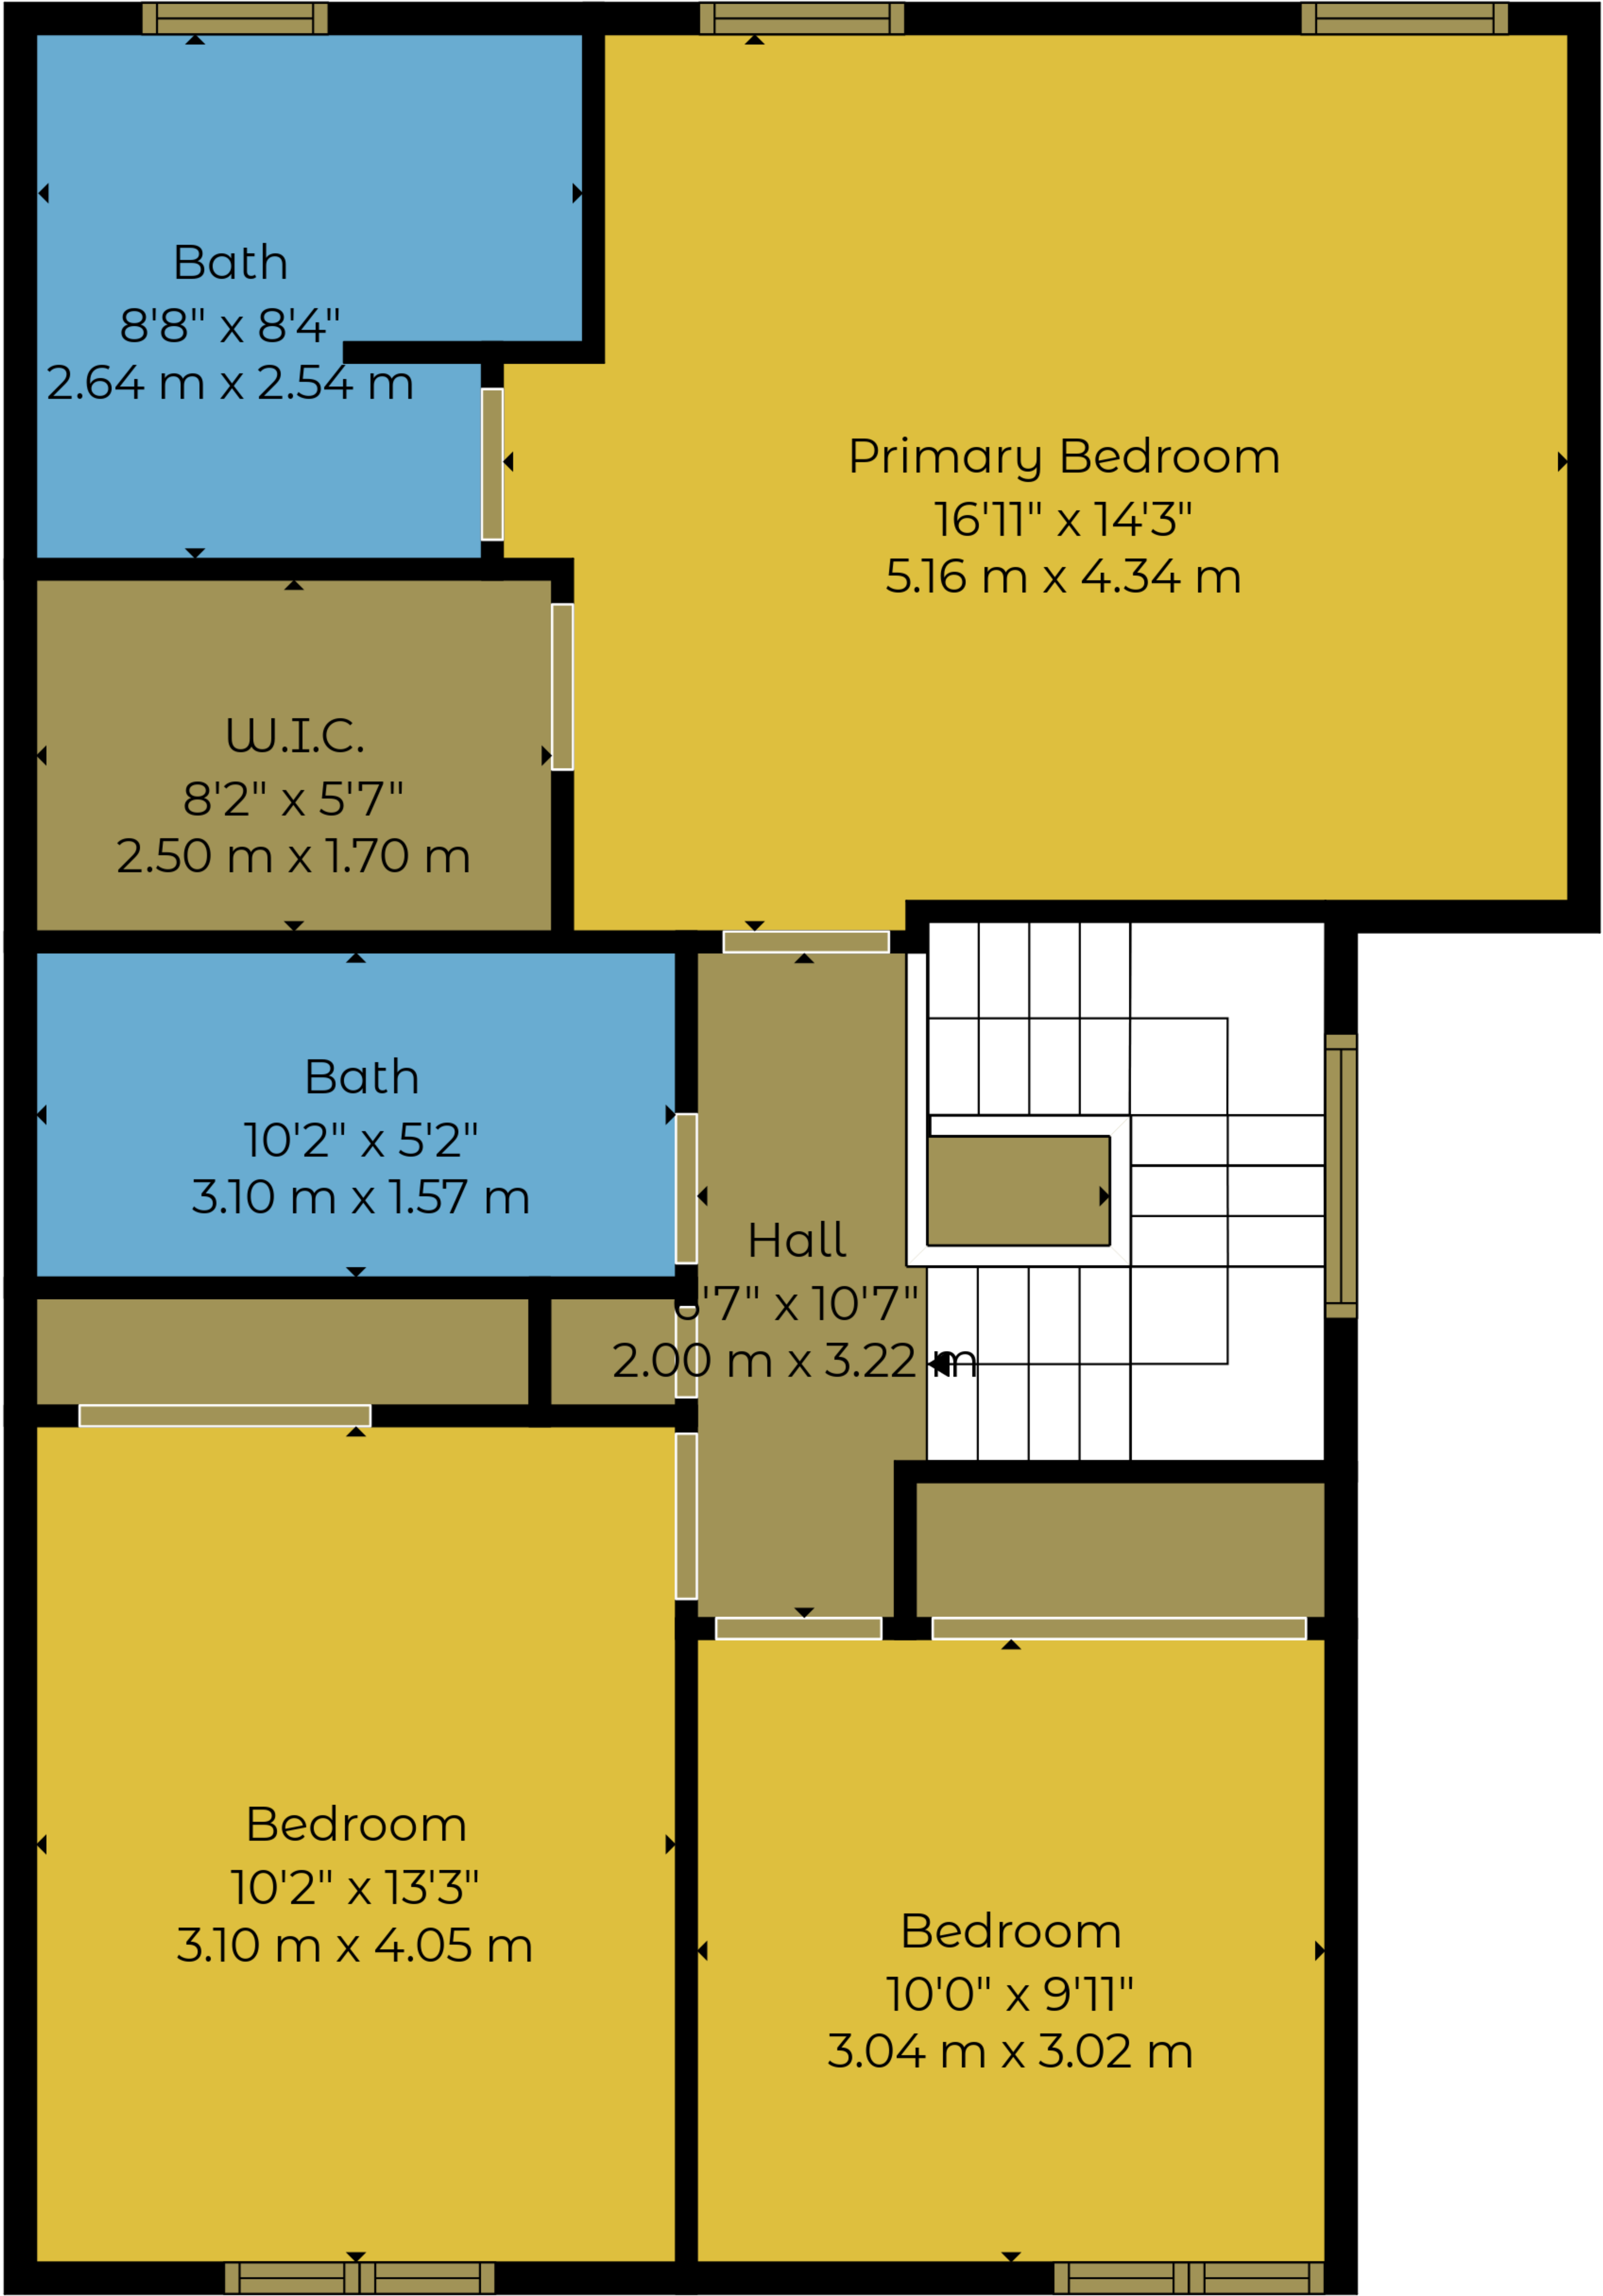 Bath
8'8" x 8'4"
2.64 m x 2.54 m
Primary Bedroom
16'11" x 14'3"
5.16 m x 4.34 m
W.I.C.
8'2" x 5'7"
2.50 m x 1.70 m
Bath
10'2" x 5'2"
3.10 m x 1.57 m
Hall
6'7" x 10'7"
2.00 m x 3.22 m
Bedroom
10'2" x 13'3"
3.10 m x 4.05 m
Bedroom
10'0" x 9'11"
3.04 m x 3.02 m